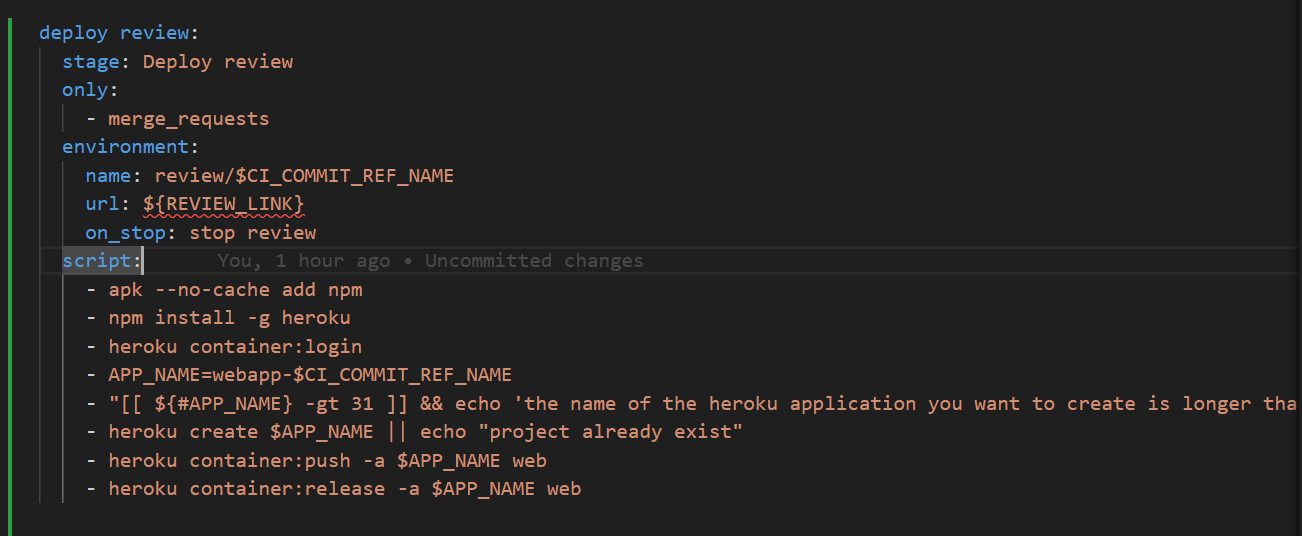 deploy review:
  stage: Deploy review
  only:
    - merge_requests
  environment:
    name: review/$CI_COMMIT_REF_NAME
    url: ${REVIEW_LINK}
    on_stop: stop review
  script: You, 1 hour ago • Uncommitted changes
    - apk --no-cache add npm
    - npm install -g heroku
    - heroku container:login
    - APP_NAME=webapp-$CI_COMMIT_REF_NAME
    - "[[ ${#APP_NAME} -gt 31 ]] && echo 'the name of the heroku application you want to create is longer tha
    - heroku create $APP_NAME || echo "project already exist"
    - heroku container:push -a $APP_NAME web
    - heroku container:release -a $APP_NAME web